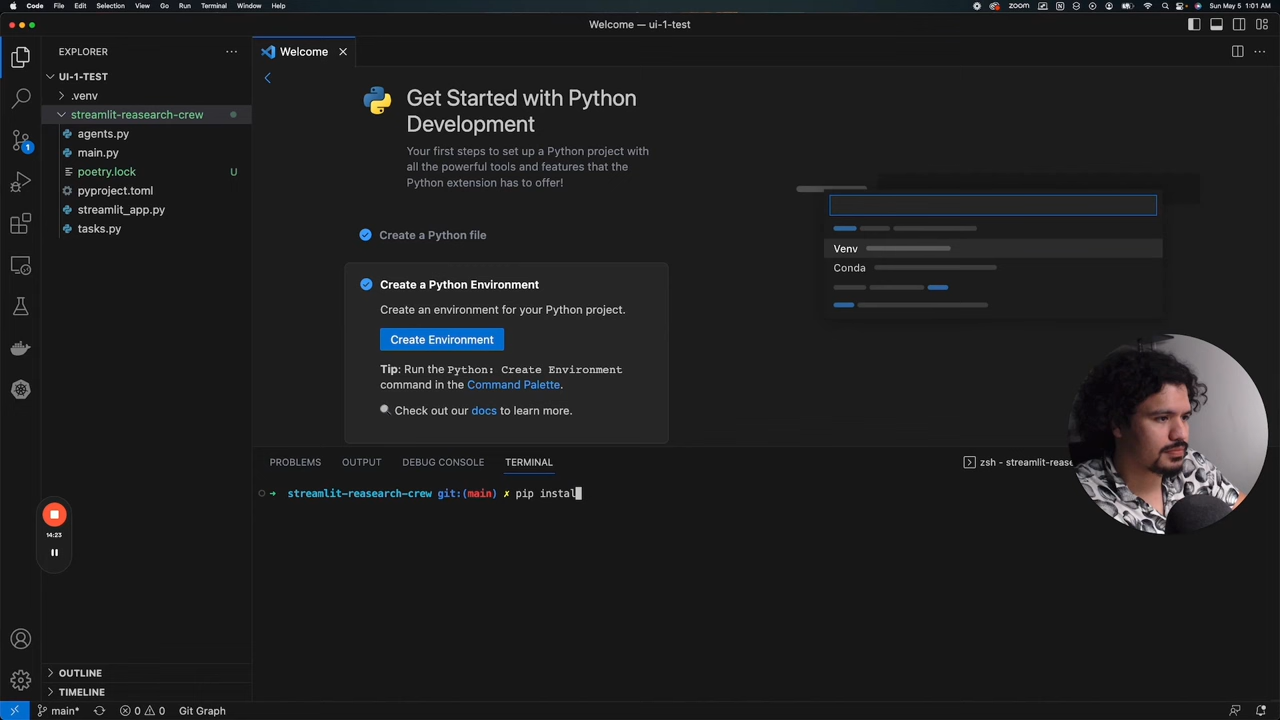 Code File Edit Selection View Go Run Terminal Window Help
zoom
Sun May 5 1:01 AM
Welcome — ui-1-test
EXPLORER
Welcome
UI-1-TEST
.venv
streamlit-reasearch-crew
agents.py
main.py
poetry.lock U
pyproject.toml
streamlit_app.py
tasks.py
1
Get Started with Python
Development
Your first steps to set up a Python project with
all the powerful tools and features that the
Python extension has to offer!
Create a Python file
Create a Python Environment
Create an environment for your Python project.
Create Environment
Tip: Run the Python: Create Environment
command in the Command Palette.
Check out our docs to learn more.
Venv
Conda
PROBLEMS OUTPUT DEBUG CONSOLE TERMINAL
zsh - streamlit-rease
streamlit-reasearch-crew git:(main) ✗ pip instal
14:23
OUTLINE
TIMELINE
main* 0 0 Git Graph